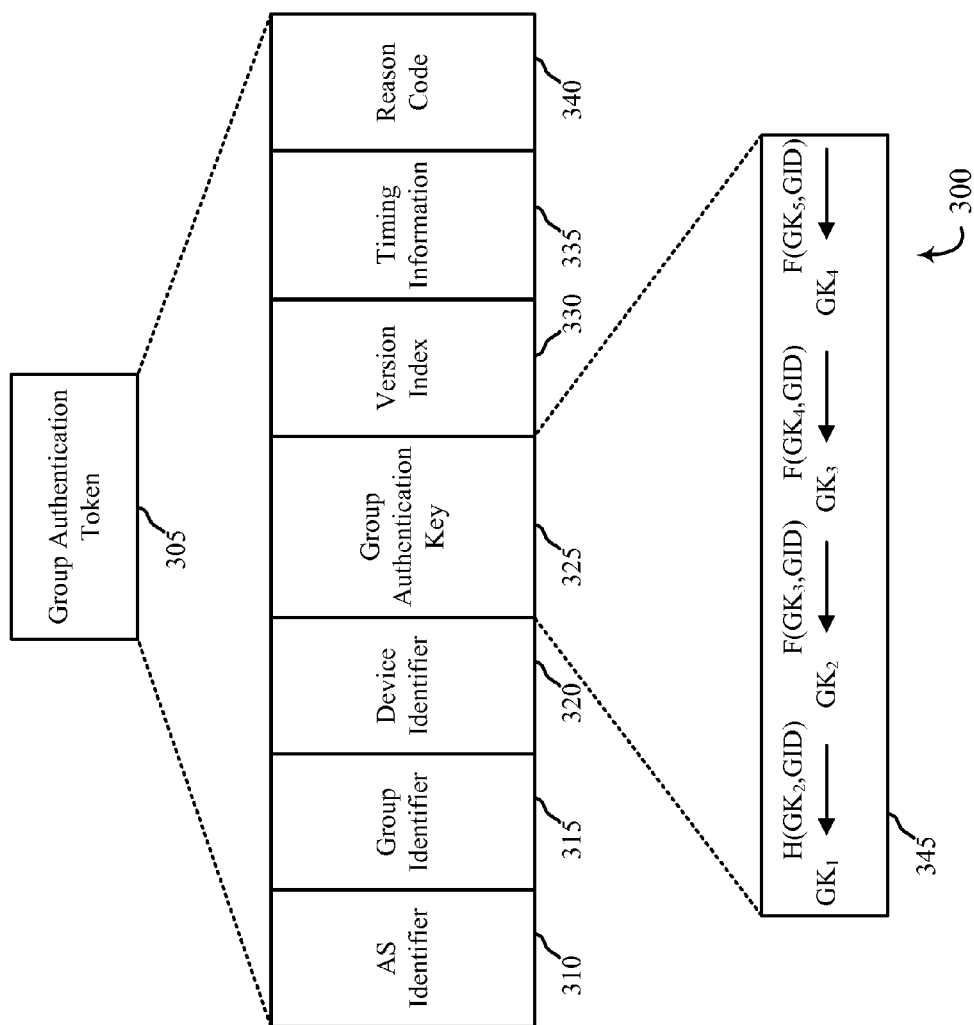 Group Authentication
Token
305
AS
Identifier
310
Group
Identifier
315
Device
Identifier
320
Group
Authentication
Key
325
Version
Index
330
Timing
Information
335
Reason
Code
340
GK₁
H(GK₂,GID)
GK₂
F(GK₃,GID)
GK₃
F(GK₄,GID)
GK₄
F(GK₅,GID)
345
300